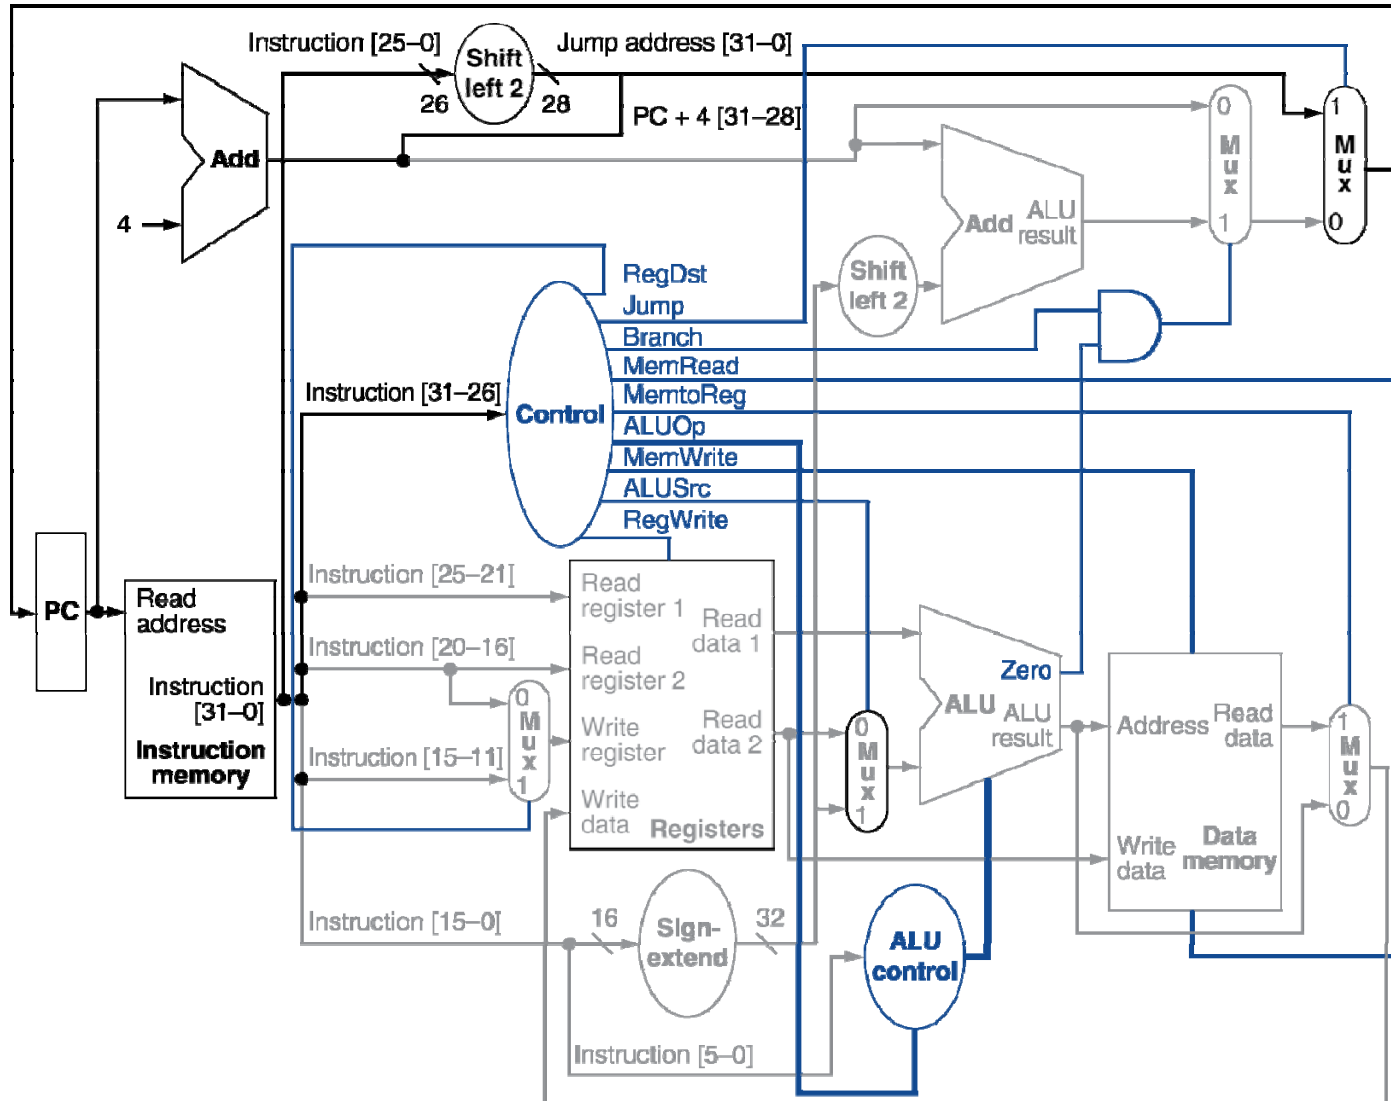 Instruction [25–0]
Shift
left 2
Jump address [31–0]
26
28
PC + 4 [31–28]
Add
4
0
M
u
x
1
1
M
u
x
0
Add
ALU
result
Shift
left 2
RegDst
Jump
Branch
MemRead
MemtoReg
ALUOp
MemWrite
ALUSrc
RegWrite
Instruction [31–26]
Control
PC
Read
address
Instruction
[31–0]
Instruction
memory
Instruction [25–21]
Instruction [20–16]
Instruction [15–11]
0
M
u
x
1
Read
register 1
Read
register 2
Write
register
Write
data
Read
data 1
Read
data 2
Registers
0
M
u
x
1
Zero
ALU
ALU
result
Address
Read
data
Write
data
Data
memory
1
M
u
x
0
Instruction [15–0]
16
Sign-
extend
32
ALU
control
Instruction [5–0]